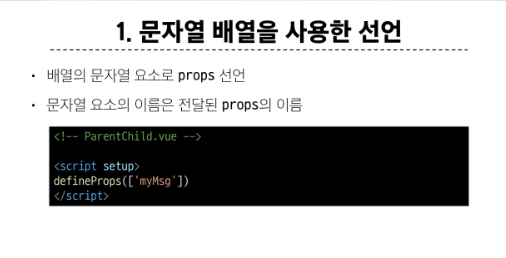 1. 문자열 배열을 사용한 선언
• 배열의 문자열 요소로 props 선언
• 문자열 요소의 이름은 전달된 props의 이름
<!-- ParentChild.vue -->
<script setup>
defineProps(['myMsg'])
</script>